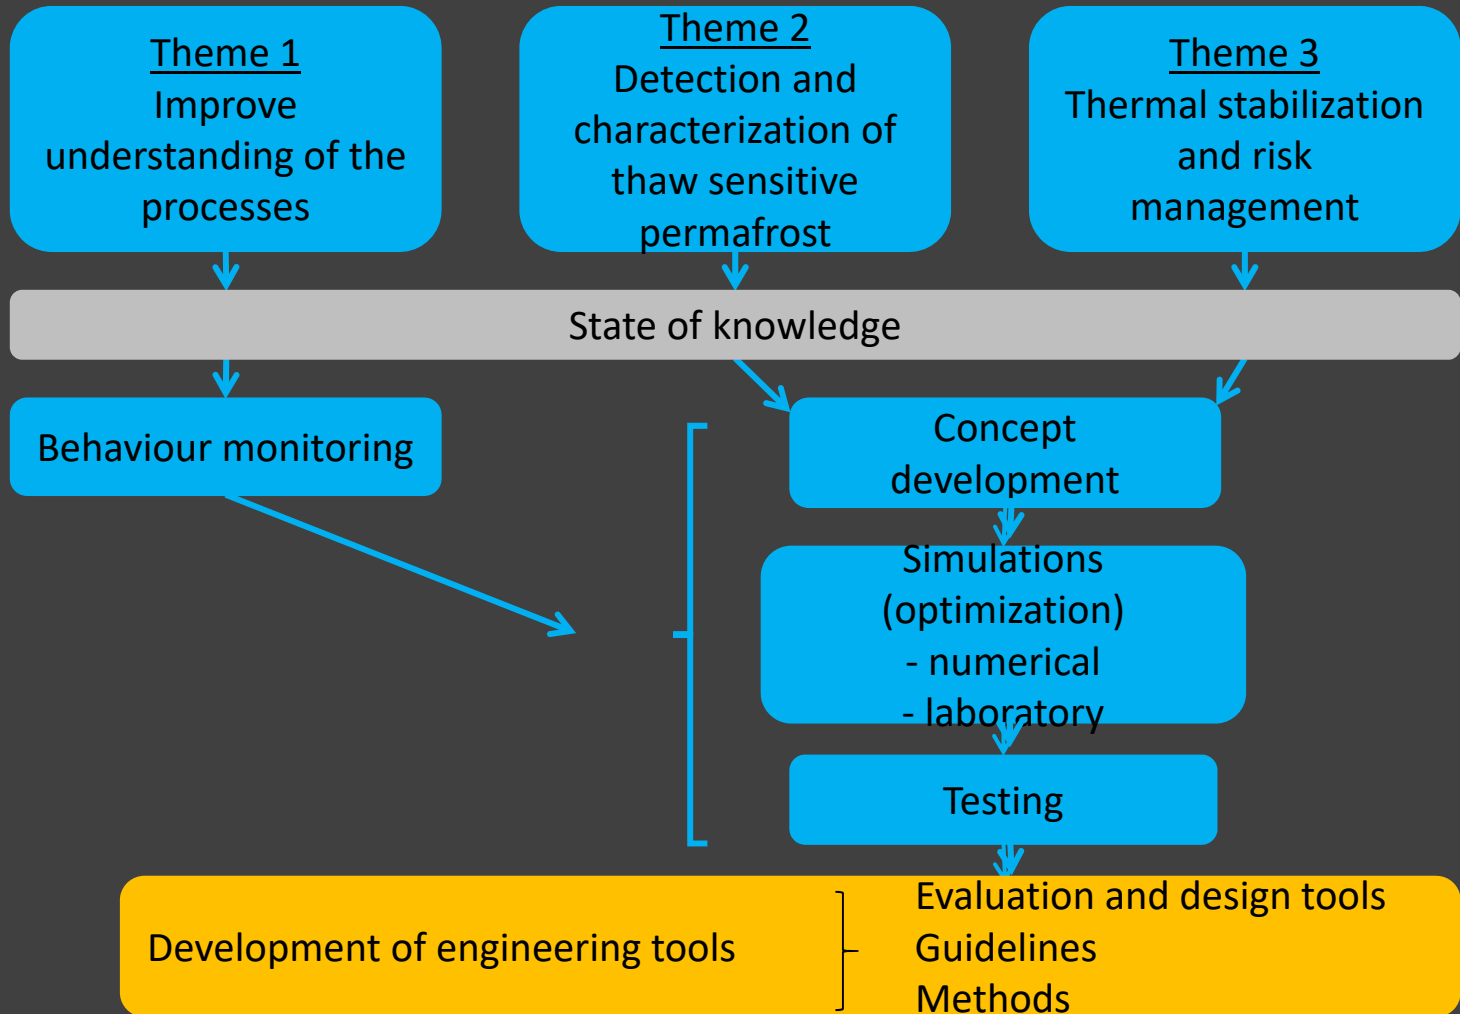 Theme 1
Improve
understanding of the
processes
Theme 2
Detection and
characterization of
thaw sensitive
permafrost
Theme 3
Thermal stabilization
and risk
management
State of knowledge
Behaviour monitoring
Concept
development
Simulations
(optimization)
- numerical
- laboratory
Testing
Development of engineering tools
Evaluation and design tools
Guidelines
Methods